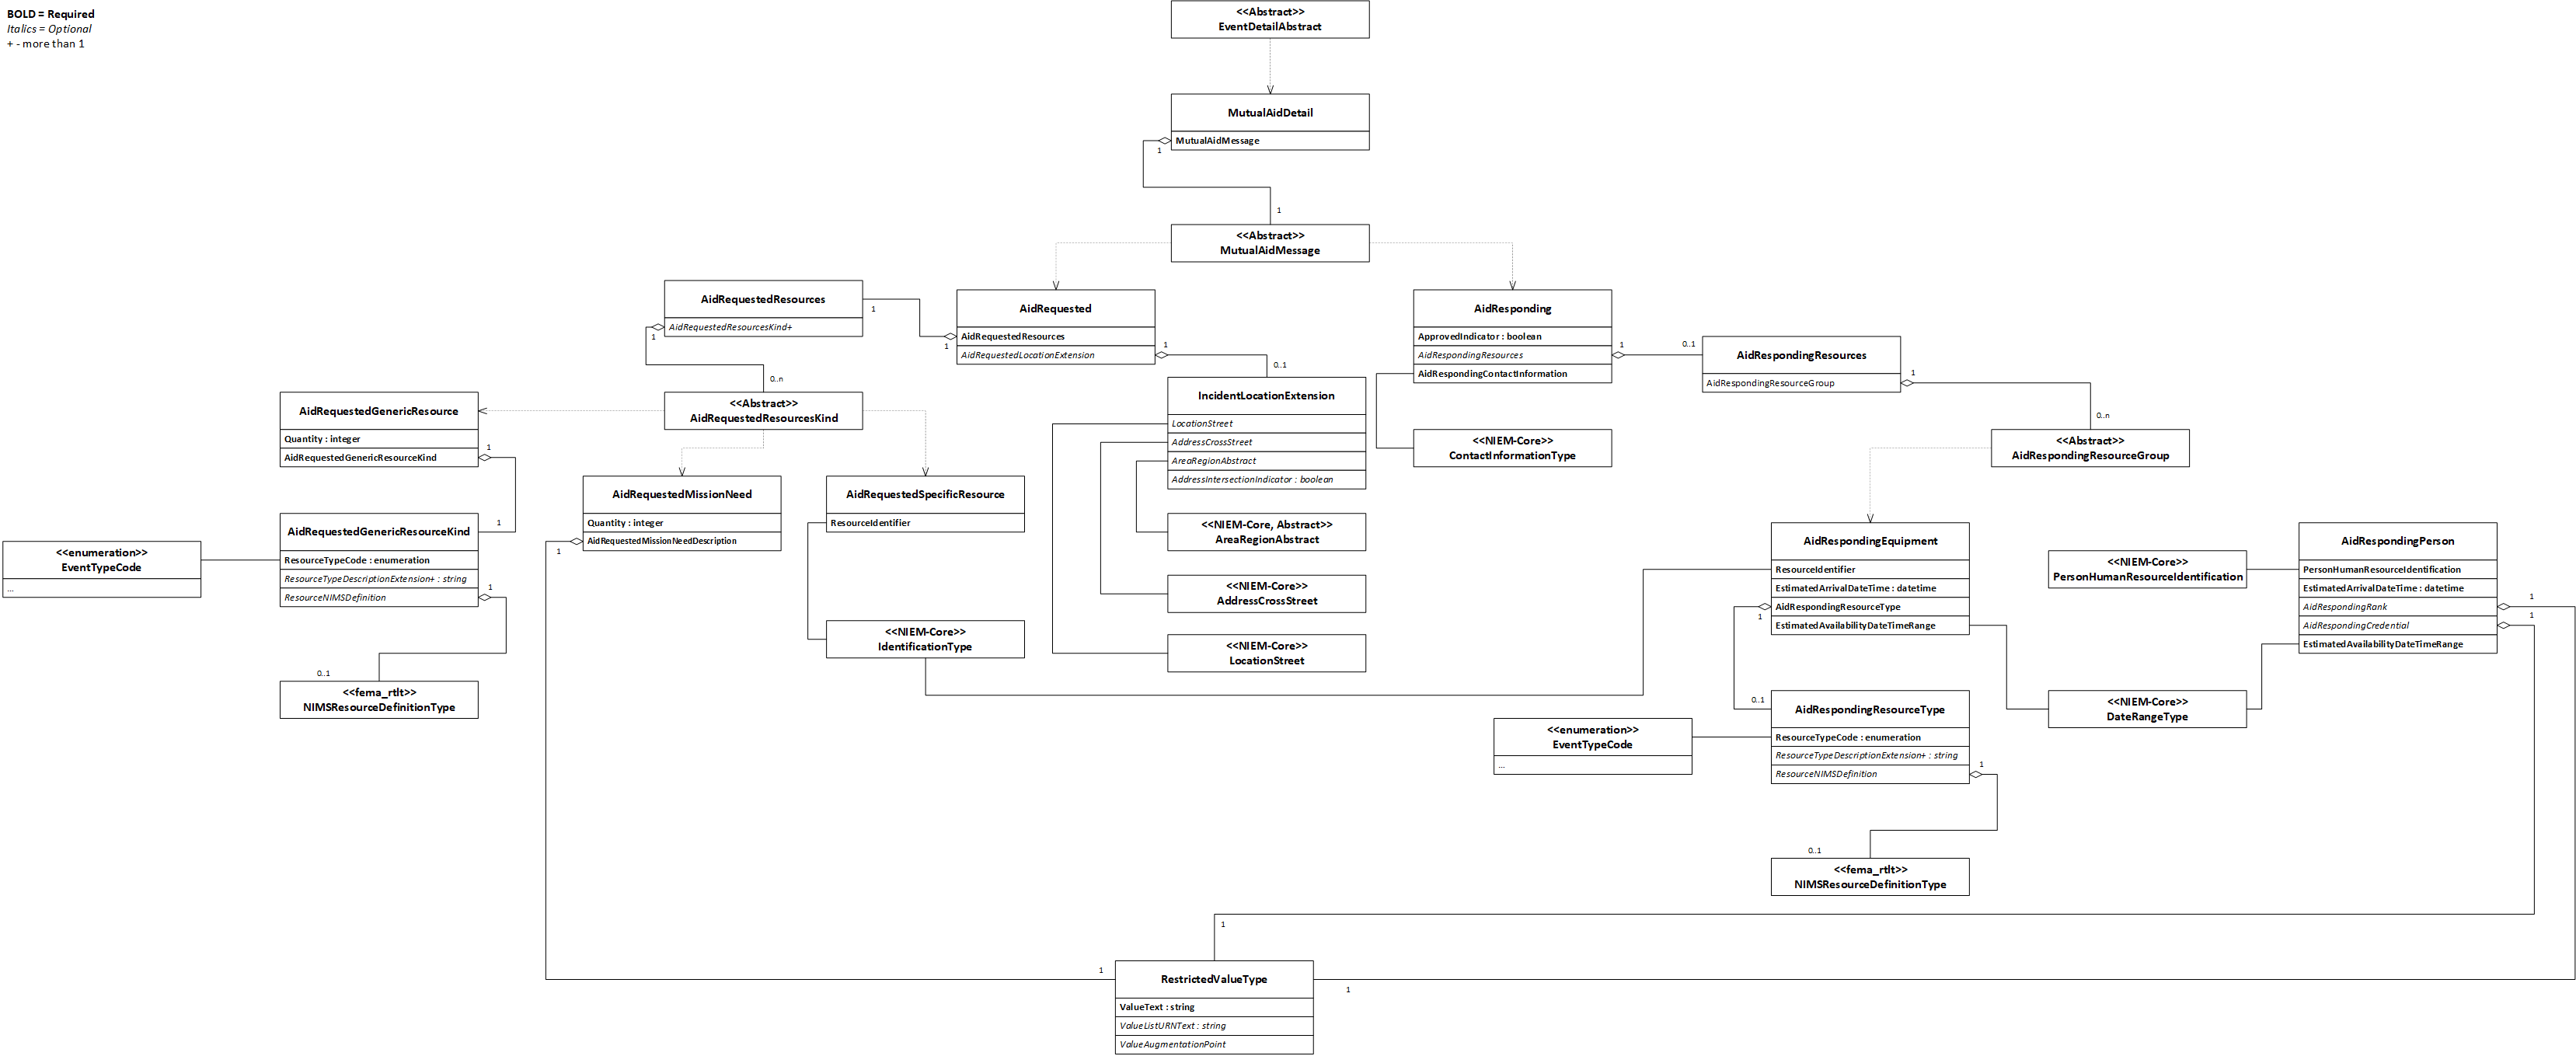 BOLD = Required
Italics = Optional
+ - more than 1
<<Abstract>>
EventDetailAbstract
MutualAidDetail
MutualAidMessage
1
1
<<Abstract>>
MutualAidMessage
AidRequestedResources
AidRequestedResourcesKind+
1
1
1
0..n
AidRequested
AidRequestedResources
AidRequestedLocationExtension
1
0..1
AidResponding
ApprovedIndicator : boolean
AidRespondingResources
AidRespondingContactInformation
1
0..1
AidRespondingResources
AidRespondingResourceGroup
1
0..n
<<Abstract>>
AidRespondingResourceGroup
<<NIEM-Core>>
ContactInformationType
IncidentLocationExtension
LocationStreet
AddressCrossStreet
AreaRegionAbstract
AddressIntersectionIndicator : boolean
<<NIEM-Core, Abstract>>
AreaRegionAbstract
<<NIEM-Core>>
AddressCrossStreet
<<NIEM-Core>>
LocationStreet
<<Abstract>>
AidRequestedResourcesKind
AidRequestedGenericResource
Quantity : integer
AidRequestedGenericResourceKind
1
1
AidRequestedGenericResourceKind
ResourceTypeCode : enumeration
ResourceTypeDescriptionExtension+ : string
ResourceNIMSDefinition
1
0..1
<<enumeration>>
EventTypeCode
...
<<fema_rtlt>>
NIMSResourceDefinitionType
AidRequestedMissionNeed
Quantity : integer
AidRequestedMissionNeedDescription
1
AidRequestedSpecificResource
ResourceIdentifier
<<NIEM-Core>>
IdentificationType
AidRespondingEquipment
ResourceIdentifier
EstimatedArrivalDateTime : datetime
AidRespondingResourceType
EstimatedAvailabilityDateTimeRange
1
0..1
<<NIEM-Core>>
PersonHumanResourceIdentification
AidRespondingPerson
PersonHumanResourceIdentification
EstimatedArrivalDateTime : datetime
AidRespondingRank
AidRespondingCredential
EstimatedAvailabilityDateTimeRange
1
1
<<NIEM-Core>>
DateRangeType
AidRespondingResourceType
ResourceTypeCode : enumeration
ResourceTypeDescriptionExtension+ : string
ResourceNIMSDefinition
1
0..1
<<enumeration>>
EventTypeCode
...
<<fema_rtlt>>
NIMSResourceDefinitionType
1
1
1
RestrictedValueType
ValueText : string
ValueListURNText : string
ValueAugmentationPoint